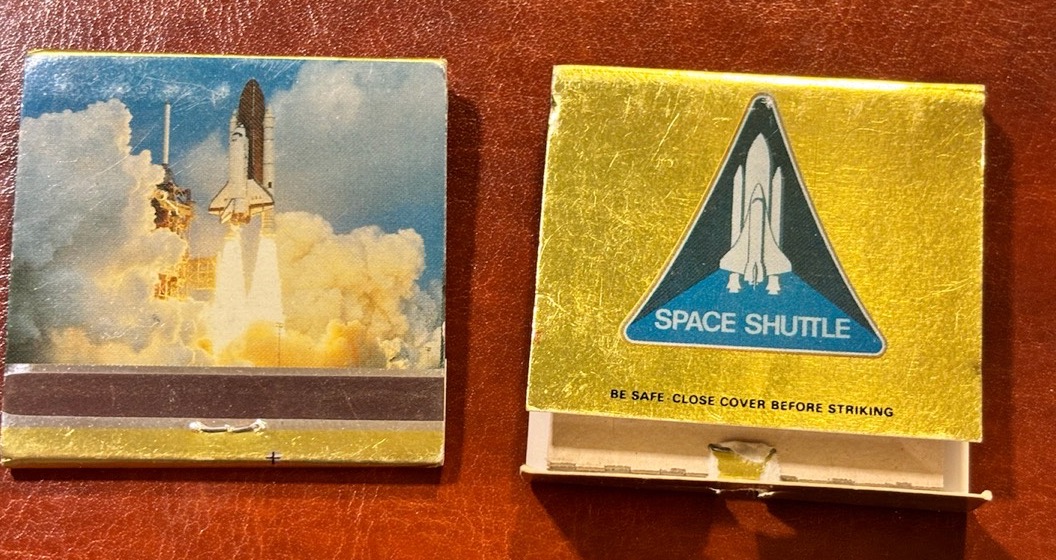 SPACE SHUTTLE
BE SAFE-CLOSE COVER BEFORE STRIKING